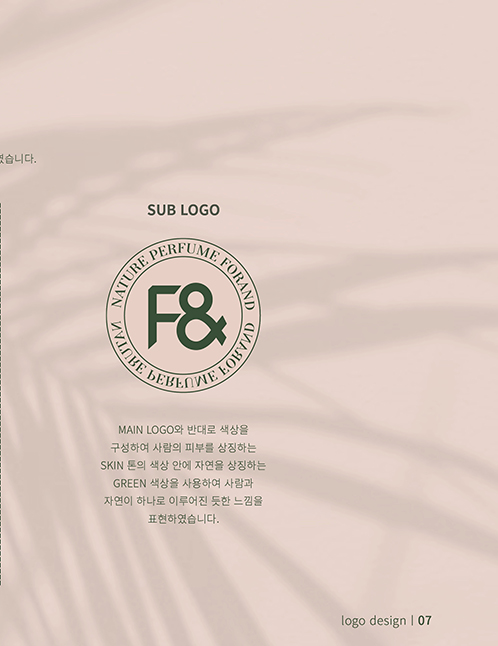 였습니다.
SUB LOGO
NATURE PERFUME FORAND
F&
NATURE PERFUME FORAND
MAIN LOGO와 반대로 색상을
구성하여 사람의 피부를 상징하는
SKIN 톤의 색상 안에 자연을 상징하는
GREEN 색상을 사용하여 사람과
자연이 하나로 이루어진 듯한 느낌을
표현하였습니다.
logo design | 07